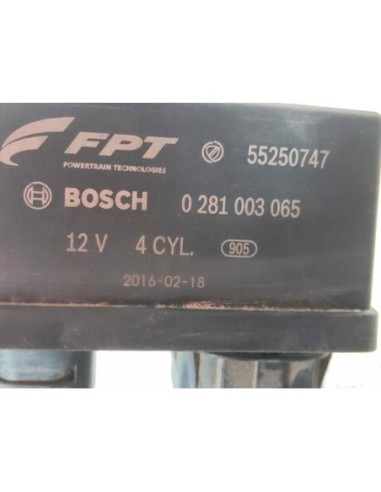 FPT 55250747
POWERTRAIN TECHNOLOGIES
BOSCH 0 281 003 065
12 V 4 CYL. 905
2016-02-18